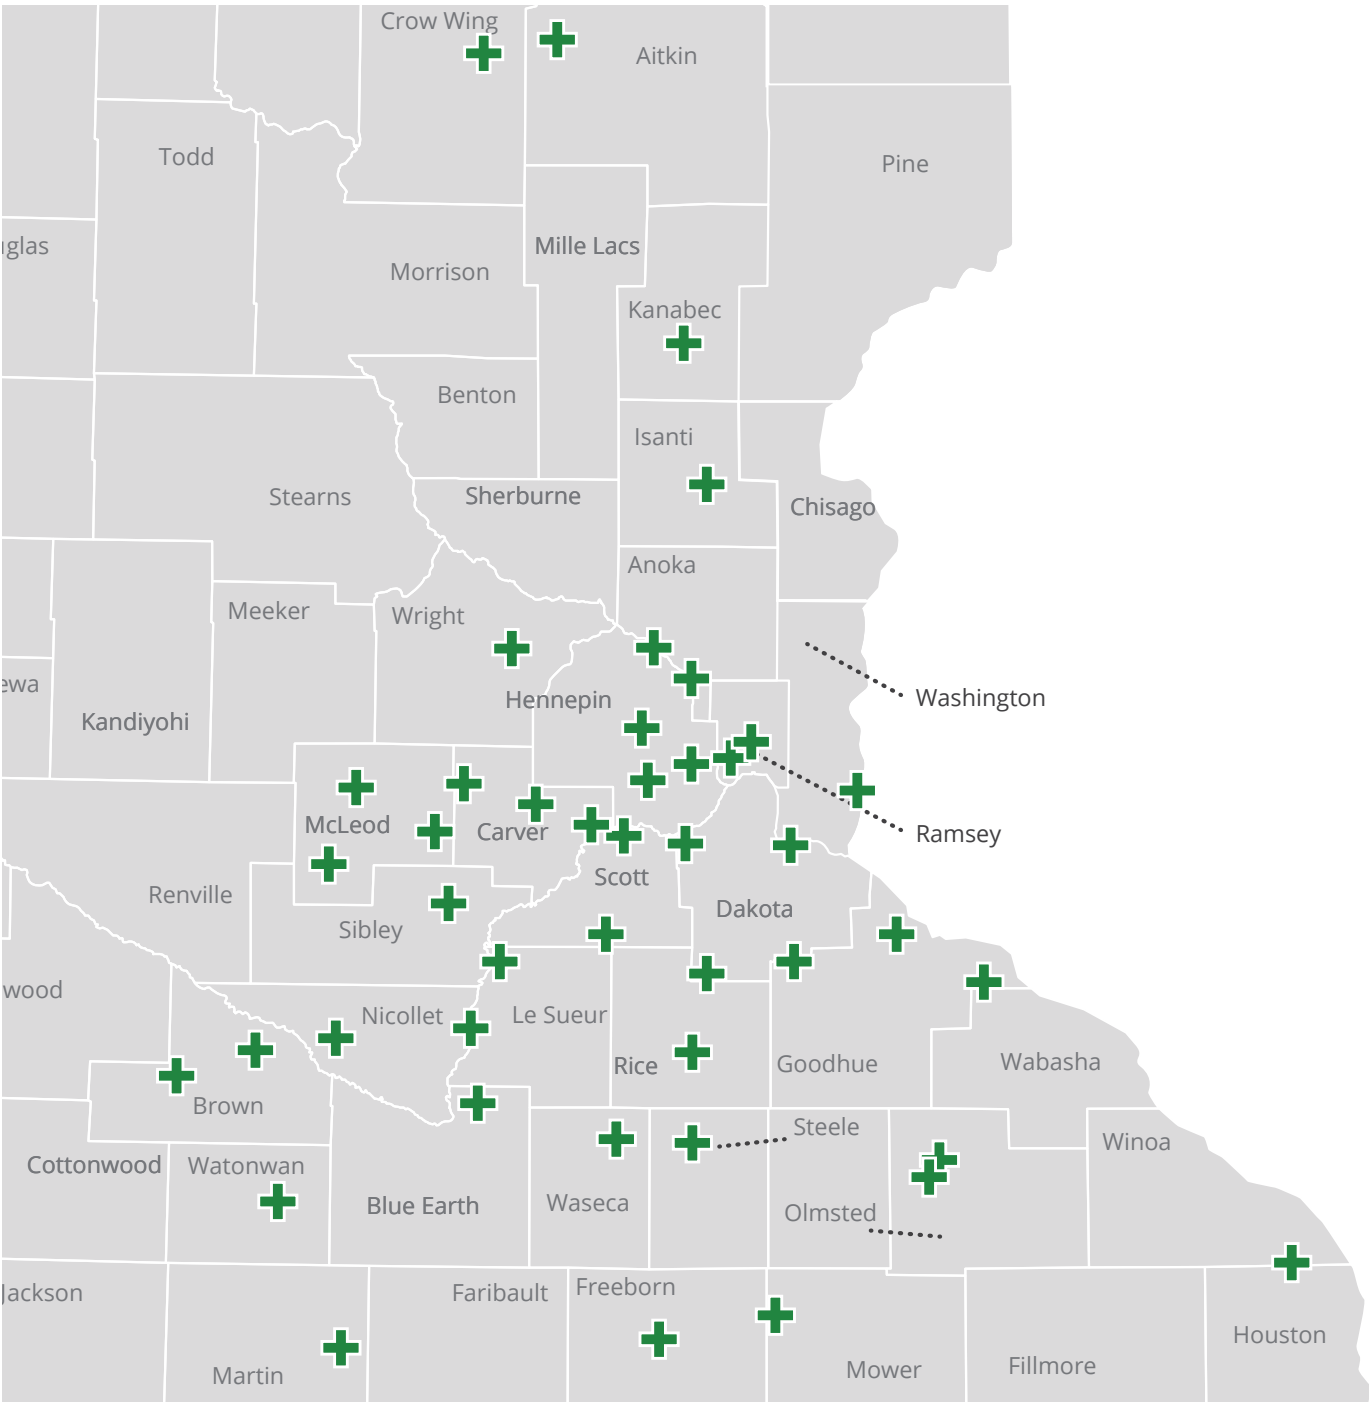 Crow Wing
Aitkin
Todd
Pine
glas
Mille Lacs
Morrison
Kanabec
Benton
Isanti
Stearns
Sherburne
Chisago
Anoka
Meeker
Wright
ewa
Hennepin
Washington
Kandiyohi
McLeod
Carver
Ramsey
Scott
Renville
Dakota
Sibley
wood
Nicollet
Le Sueur
Rice
Goodhue
Wabasha
Brown
Steele
Winoa
Cottonwood
Watonwan
Blue Earth
Waseca
Olmsted
Jackson
Faribault
Freeborn
Houston
Martin
Mower
Fillmore